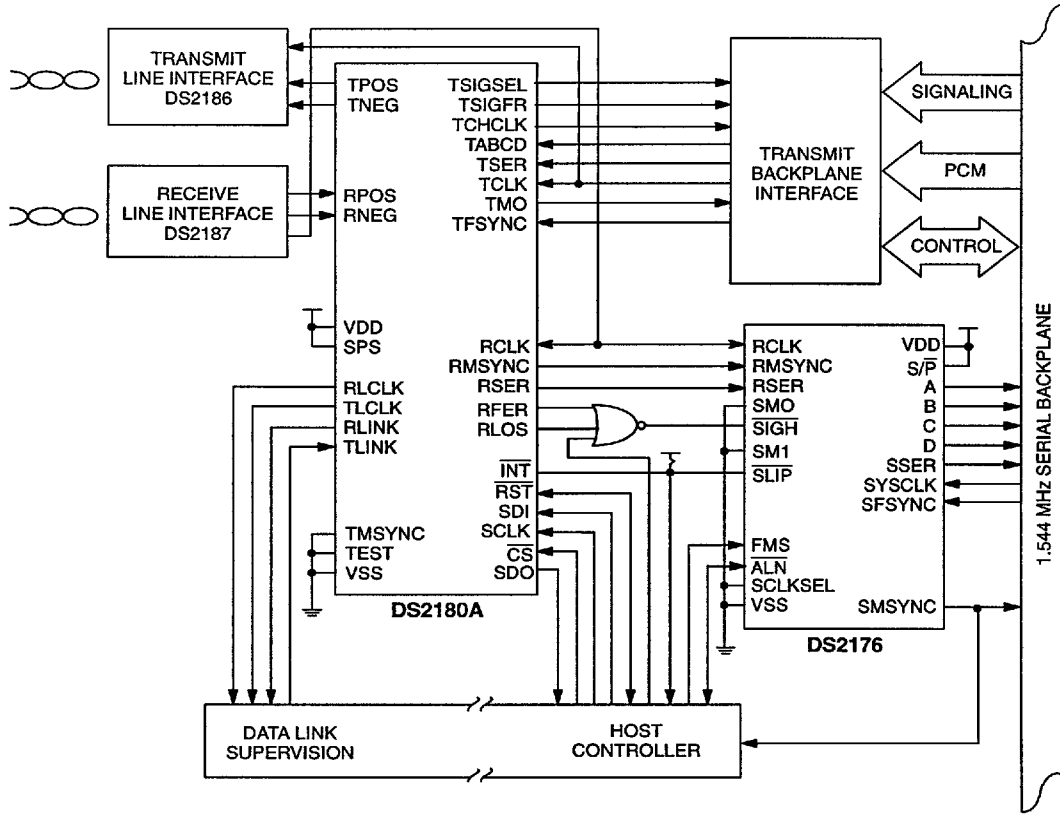 TRANSMIT
LINE INTERFACE
DS2186
RECEIVE
LINE INTERFACE
DS2187
TPOS
TNEG
RPOS
RNEG
VDD
SPS
RLCLK
TLCLK
RLINK
TLINK
TMSYNC
TEST
VSS
TSIGSEL
TSIGFR
TCHCLK
TABCD
TSER
TCLK
TMO
TFSYNC
RCLK
RMSYNC
RSER
RFER
RLOS
INT
RST
SDI
SCLK
CS
SDO
DS2180A
TRANSMIT
BACKPLANE
INTERFACE
SIGNALING
PCM
CONTROL
RCLK
RMSYNC
RSER
SMO
SIGH
SM1
SLIP
FMS
ALN
SCLKSEL
VSS
VDD
S/P
A
B
C
D
SSER
SYSCLK
SFSYNC
SMSYNC
DS2176
1.544 MHz SERIAL BACKPLANE
DATA LINK
SUPERVISION
HOST
CONTROLLER